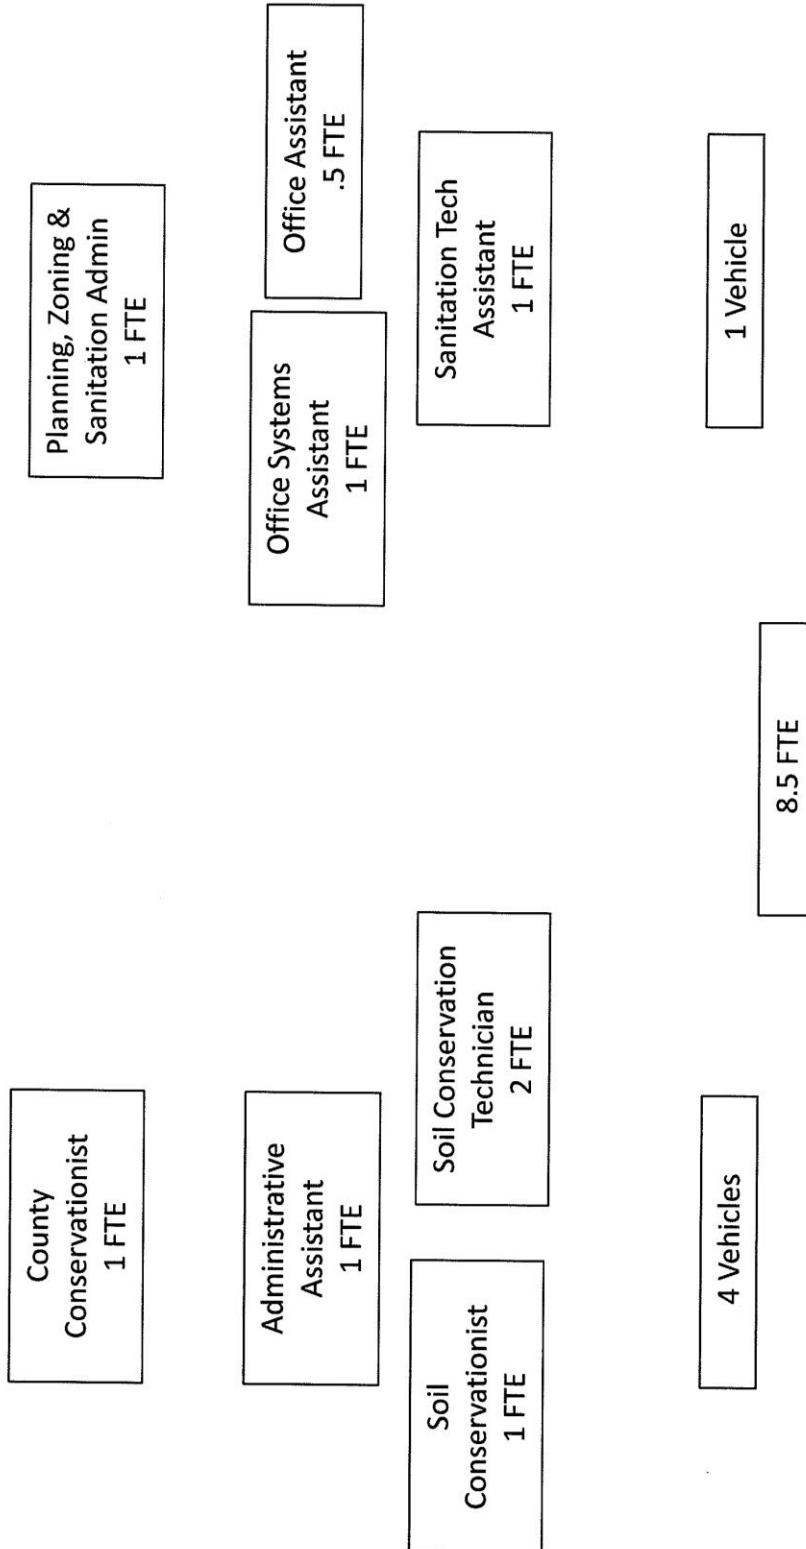 County
Conservationist
1 FTE
Planning, Zoning &
Sanitation Admin
1 FTE
Administrative
Assistant
1 FTE
Office Systems
Assistant
1 FTE
Office Assistant
.5 FTE
Soil
Conservationist
1 FTE
Soil Conservation
Technician
2 FTE
Sanitation Tech
Assistant
1 FTE
4 Vehicles
1 Vehicle
8.5 FTE